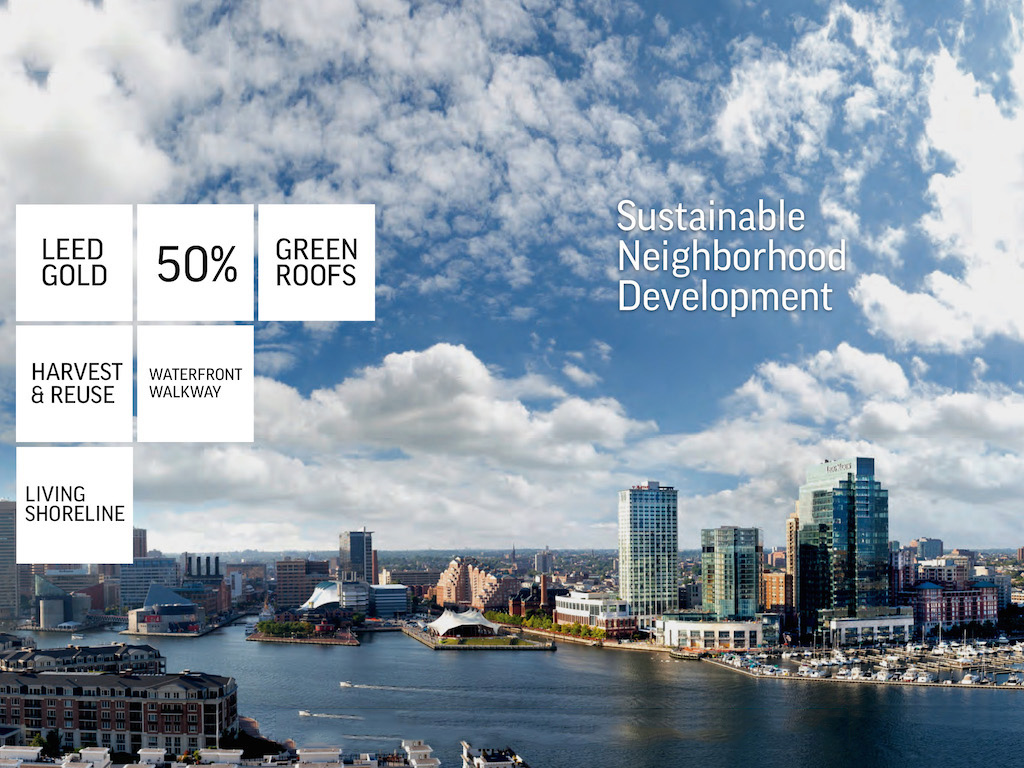 Sustainable
Neighborhood
Development
LEED
GOLD
50%
GREEN
ROOFS
HARVEST
& REUSE
WATERFRONT
WALKWAY
LIVING
SHORELINE